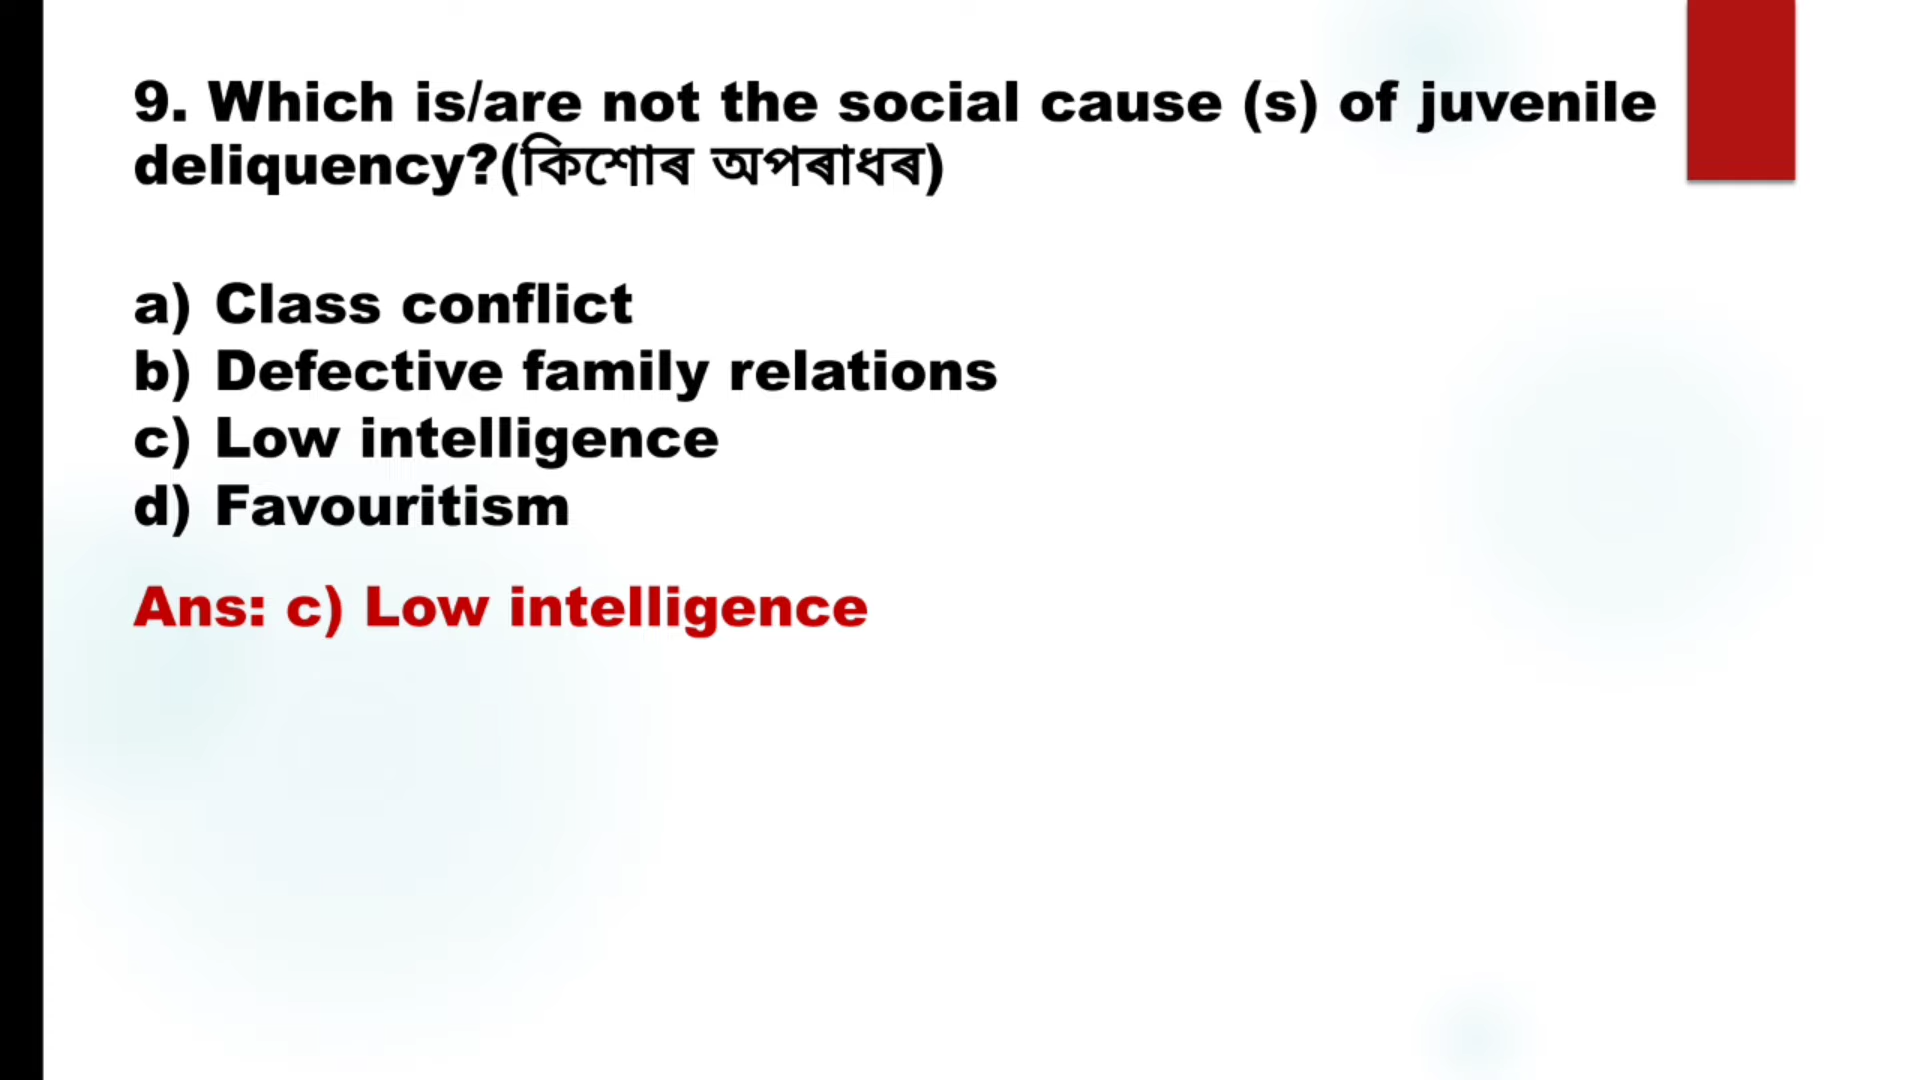 9. Which is/are not the social cause (s) of juvenile
deliquency?(কিশোৰ অপৰাধৰ)
a) Class conflict
b) Defective family relations
c) Low intelligence
d) Favouritism
Ans: c) Low intelligence